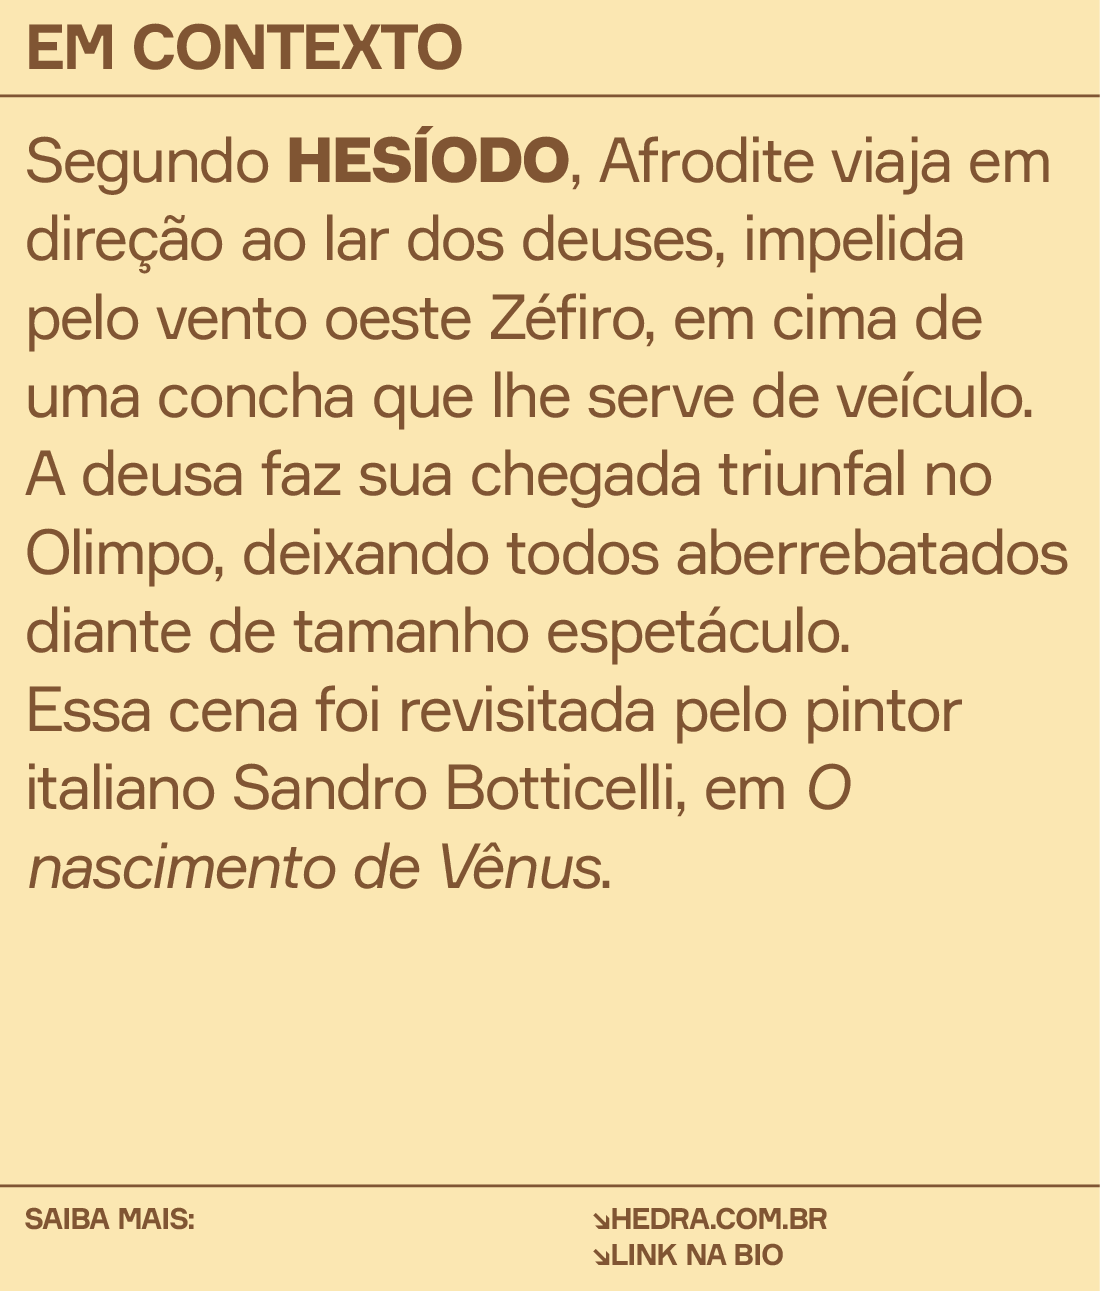 EM CONTEXTO
Segundo HESÍODO, Afrodite viaja em
direção ao lar dos deuses, impelida
pelo vento oeste Zéfiro, em cima de
uma concha que lhe serve de veículo.
A deusa faz sua chegada triunfal no
Olimpo, deixando todos aberrebatados
diante de tamanho espetáculo.
Essa cena foi revisitada pelo pintor
italiano Sandro Botticelli, em O
nascimento de Vênus.
SAIBA MAIS:
↘HEDRA.COM.BR
↘LINK NA BIO